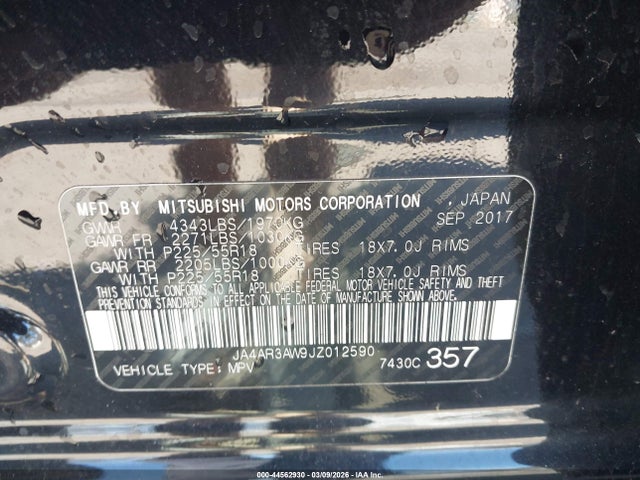 MFD. BY MITSUBISHI MOTORS CORPORATION , JAPAN
GVWR 4343LBS/1970KG SEP 2017
GAWR FR 2271LBS/1030KG
WITH P225/55R18 TIRES 18X7.0J RIMS
GAWR RR 2205LBS/1000KG
WITH P225/55R18 TIRES 18X7.0J RIMS
THIS VEHICLE CONFORMS TO ALL APPLICABLE FEDERAL MOTOR VEHICLE SAFETY AND THEFT
PREVENTION STANDARDS IN EFFECT ON THE DATE OF MANUFACTURE SHOWN ABOVE.
JA4AR3AW9JZ012590
VEHICLE TYPE: MPV 7430C 357
000-44562930 - 03/09/2026 - IAA Inc.